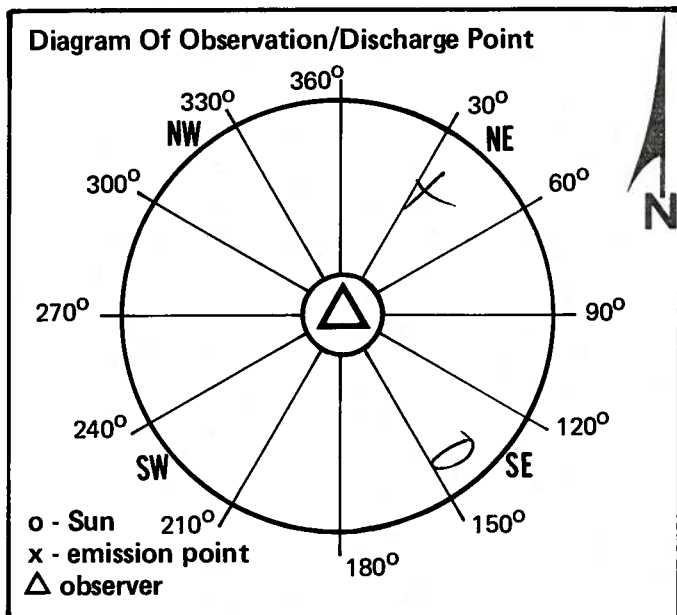 Diagram Of Observation/Discharge Point
360°
330°
30°
NW
NE
300°
60°
N
270°
90°
240°
120°
SW
SE
o - Sun
210°
150°
x - emission point
180°
△ observer